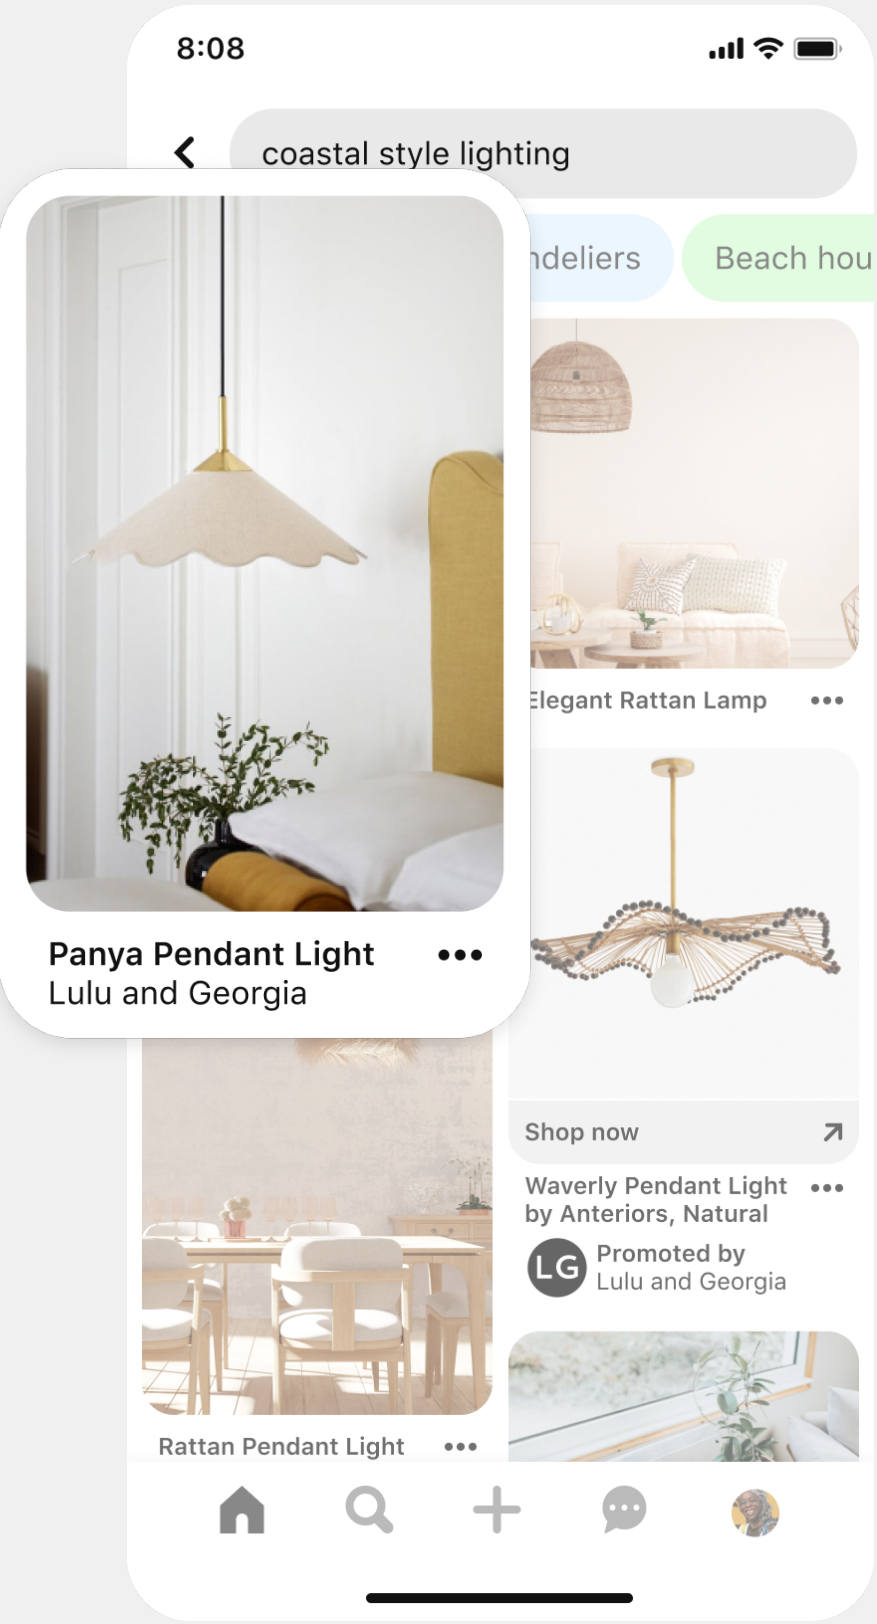 8:08
coastal style lighting
ndeliers
Beach hou
Panya Pendant Light
Lulu and Georgia
Elegant Rattan Lamp
Shop now
Waverly Pendant Light
by Anteriors, Natural
LG
Promoted by
Lulu and Georgia
Rattan Pendant Light